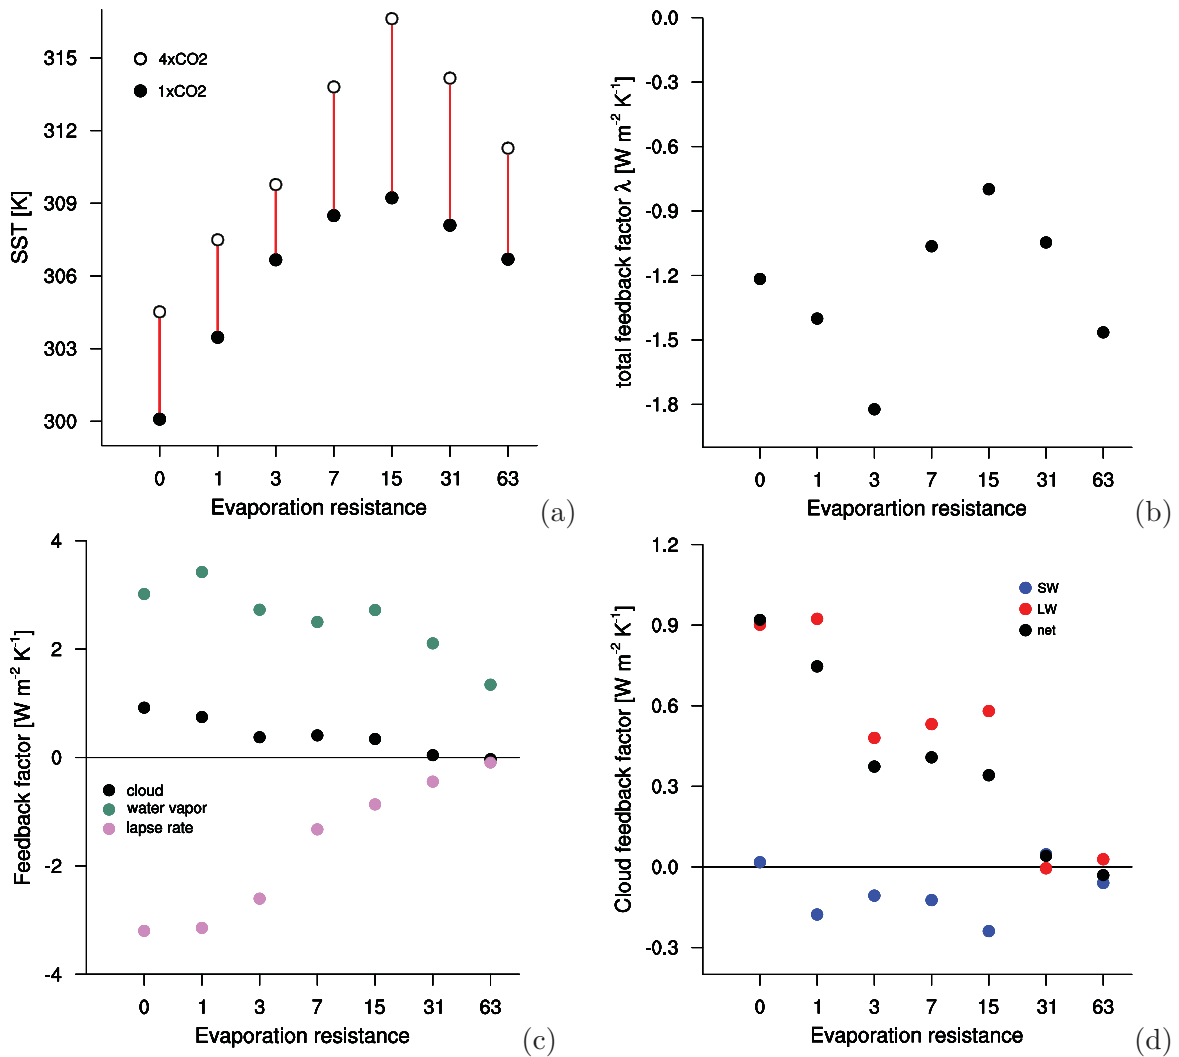 315
312
309
306
303
300
SST [K]
4xCO2
1xCO2
0 1 3 7 15 31 63
Evaporation resistance
(a)
0.0
-0.3
-0.6
-0.9
-1.2
-1.5
-1.8
total feedback factor λ [W m⁻² K⁻¹]
0 1 3 7 15 31 63
Evaporartion resistance
(b)
4
2
0
-2
-4
Feedback factor [W m⁻² K⁻¹]
cloud
water vapor
lapse rate
0 1 3 7 15 31 63
Evaporation resistance
(c)
1.2
0.9
0.6
0.3
0.0
-0.3
Cloud feedback factor [W m⁻² K⁻¹]
SW
LW
net
0 1 3 7 15 31 63
Evaporation resistance
(d)